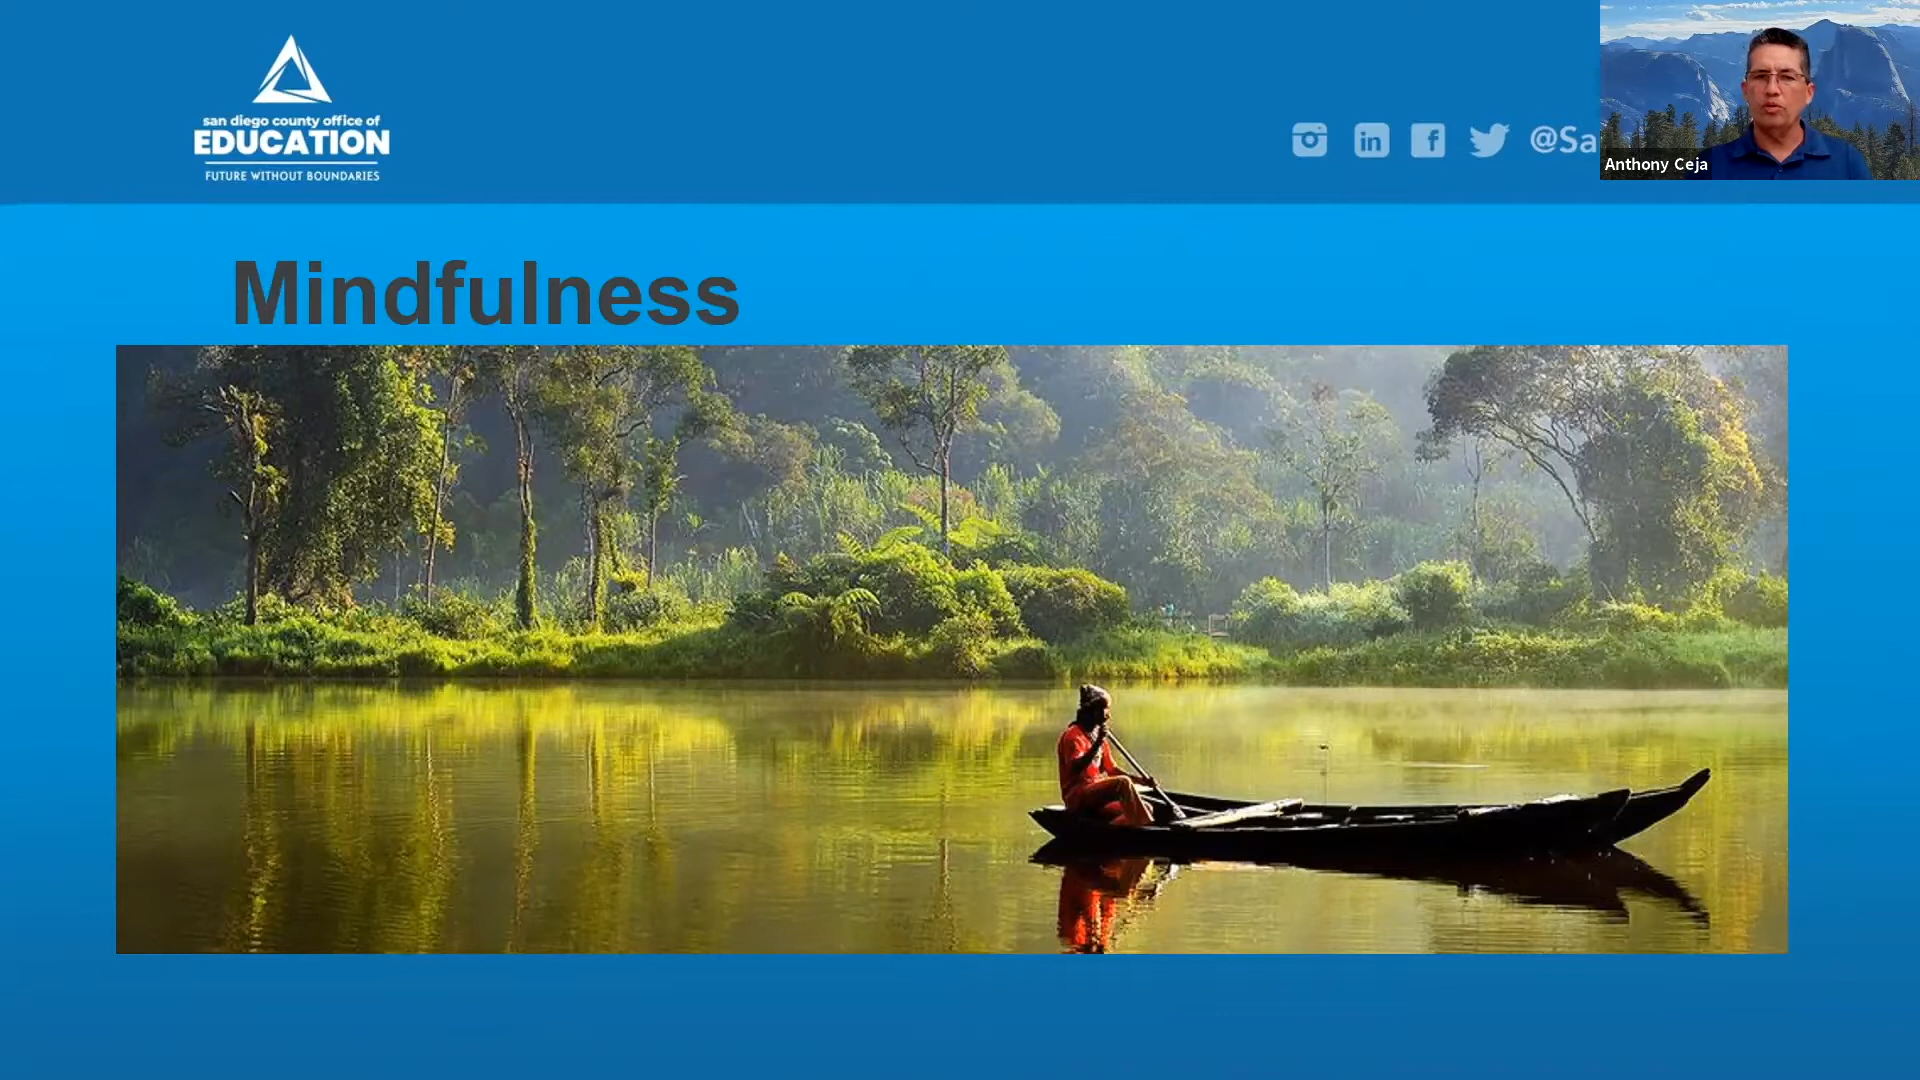 san diego county office of
EDUCATION
FUTURE WITHOUT BOUNDARIES
@Sa
Anthony Ceja
Mindfulness